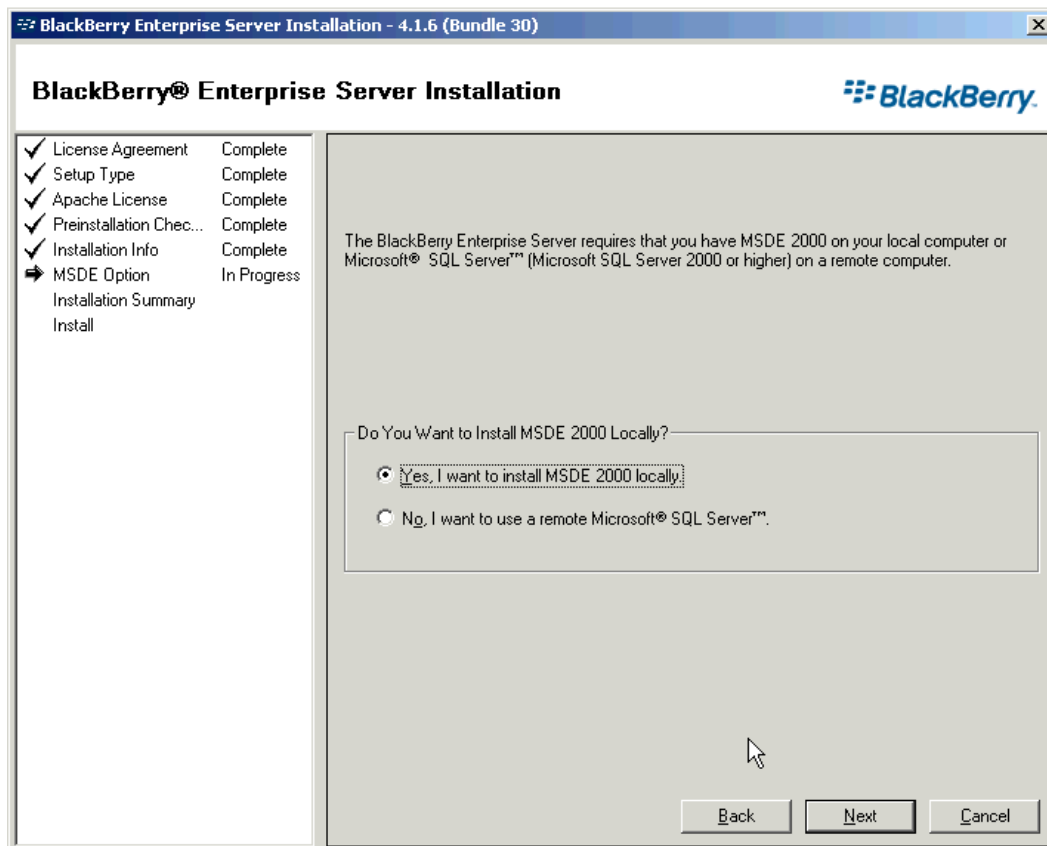 BlackBerry Enterprise Server Installation - 4.1.6 (Bundle 30)
BlackBerry® Enterprise Server Installation
BlackBerry.
License Agreement Complete
Setup Type Complete
Apache License Complete
Preinstallation Chec... Complete
Installation Info Complete
MSDE Option In Progress
Installation Summary
Install
The BlackBerry Enterprise Server requires that you have MSDE 2000 on your local computer or
Microsoft® SQL Server™ (Microsoft SQL Server 2000 or higher) on a remote computer.
Do You Want to Install MSDE 2000 Locally?
Yes, I want to install MSDE 2000 locally.
No, I want to use a remote Microsoft® SQL Server™.
Back Next Cancel